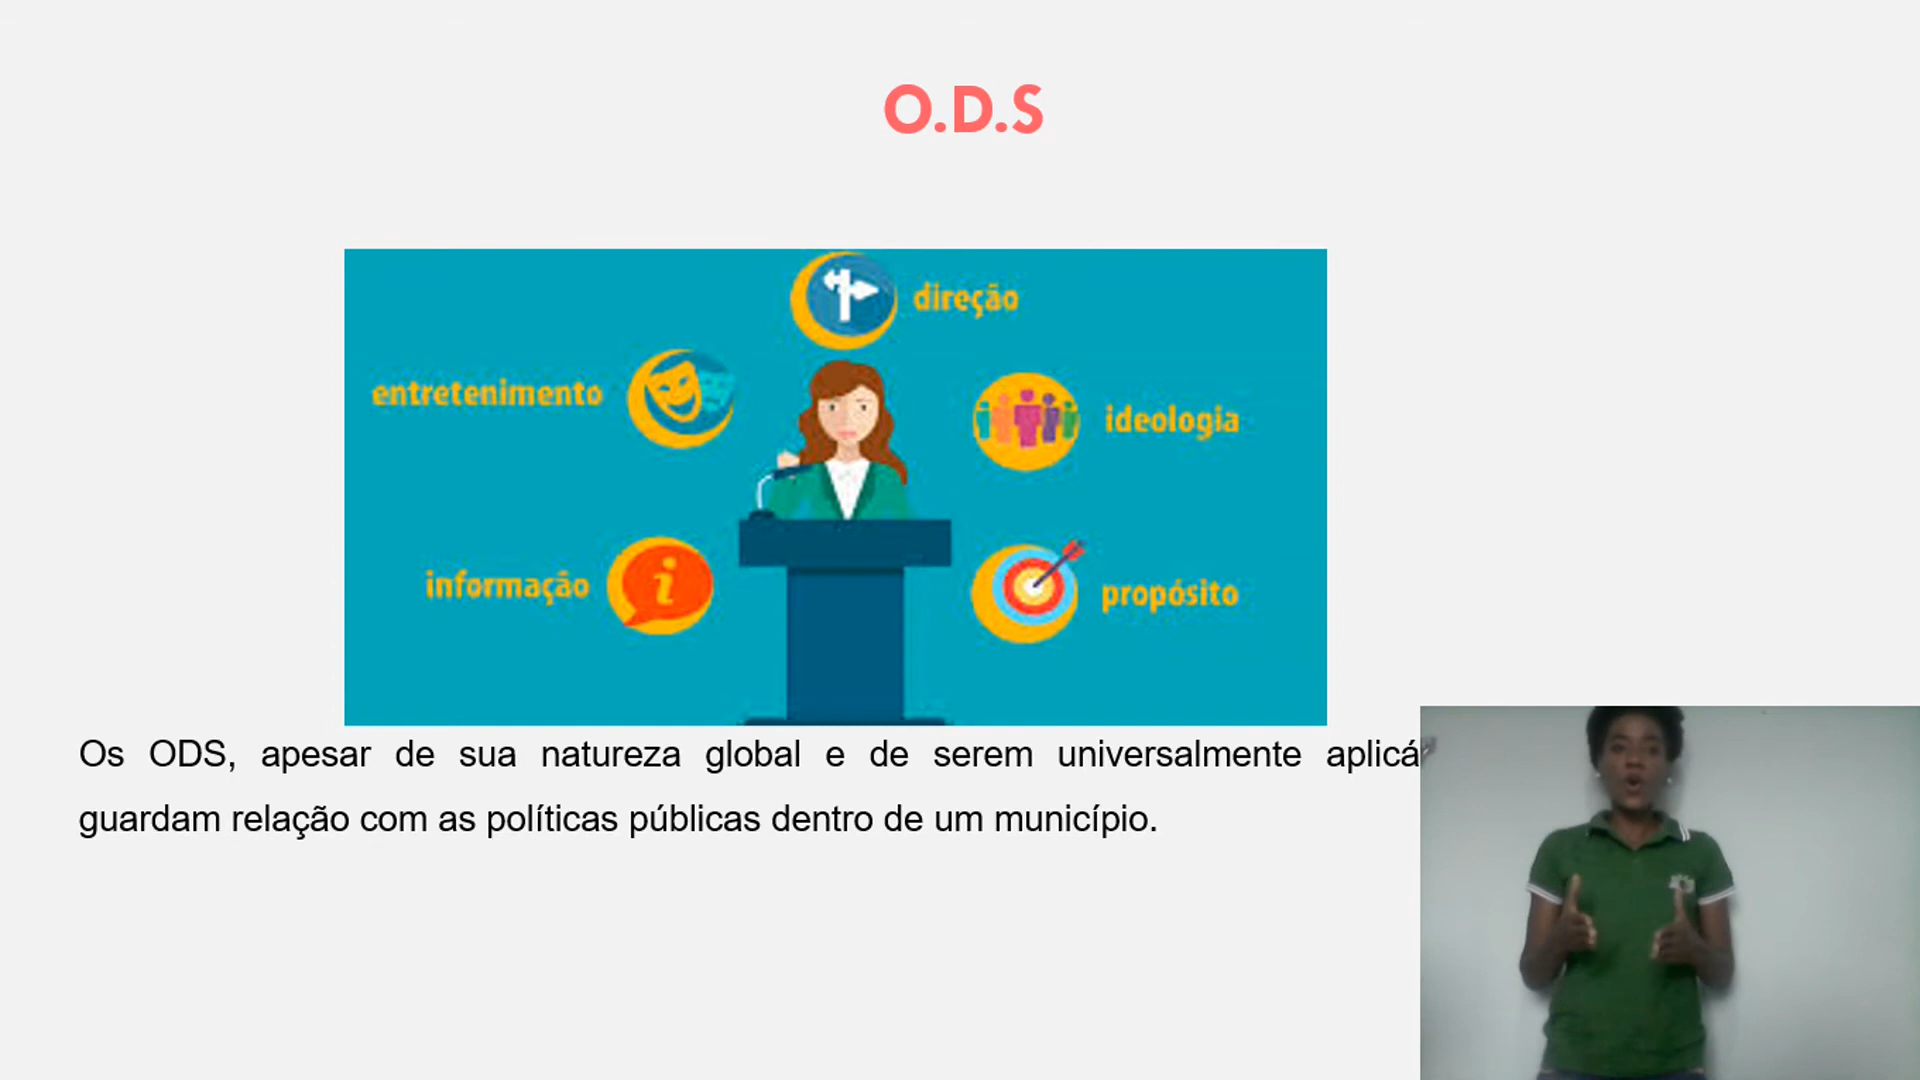 O.D.S
direção
entretenimento
ideologia
informação
propósito
i
Os ODS, apesar de sua natureza global e de serem universalmente aplicá
guardam relação com as políticas públicas dentro de um município.